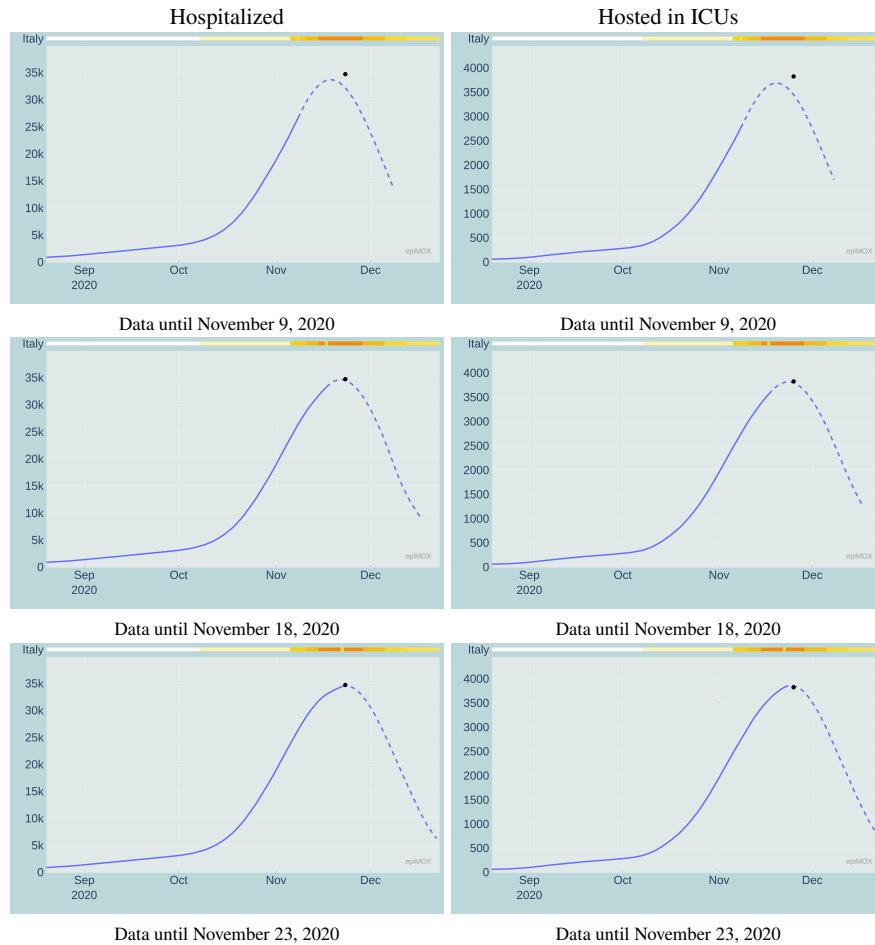 Hospitalized
Hosted in ICUs
Italy
35k
30k
25k
20k
15k
10k
5k
0
Sep
2020
Oct
Nov
Dec
epiMOX
Italy
4000
3500
3000
2500
2000
1500
1000
500
0
Sep
2020
Oct
Nov
Dec
epiMOX
Data until November 9, 2020
Data until November 9, 2020
Italy
35k
30k
25k
20k
15k
10k
5k
0
Sep
2020
Oct
Nov
Dec
epiMOX
Italy
4000
3500
3000
2500
2000
1500
1000
500
0
Sep
2020
Oct
Nov
Dec
epiMOX
Data until November 18, 2020
Data until November 18, 2020
Italy
35k
30k
25k
20k
15k
10k
5k
0
Sep
2020
Oct
Nov
Dec
epiMOX
Italy
4000
3500
3000
2500
2000
1500
1000
500
0
Sep
2020
Oct
Nov
Dec
epiMOX
Data until November 23, 2020
Data until November 23, 2020